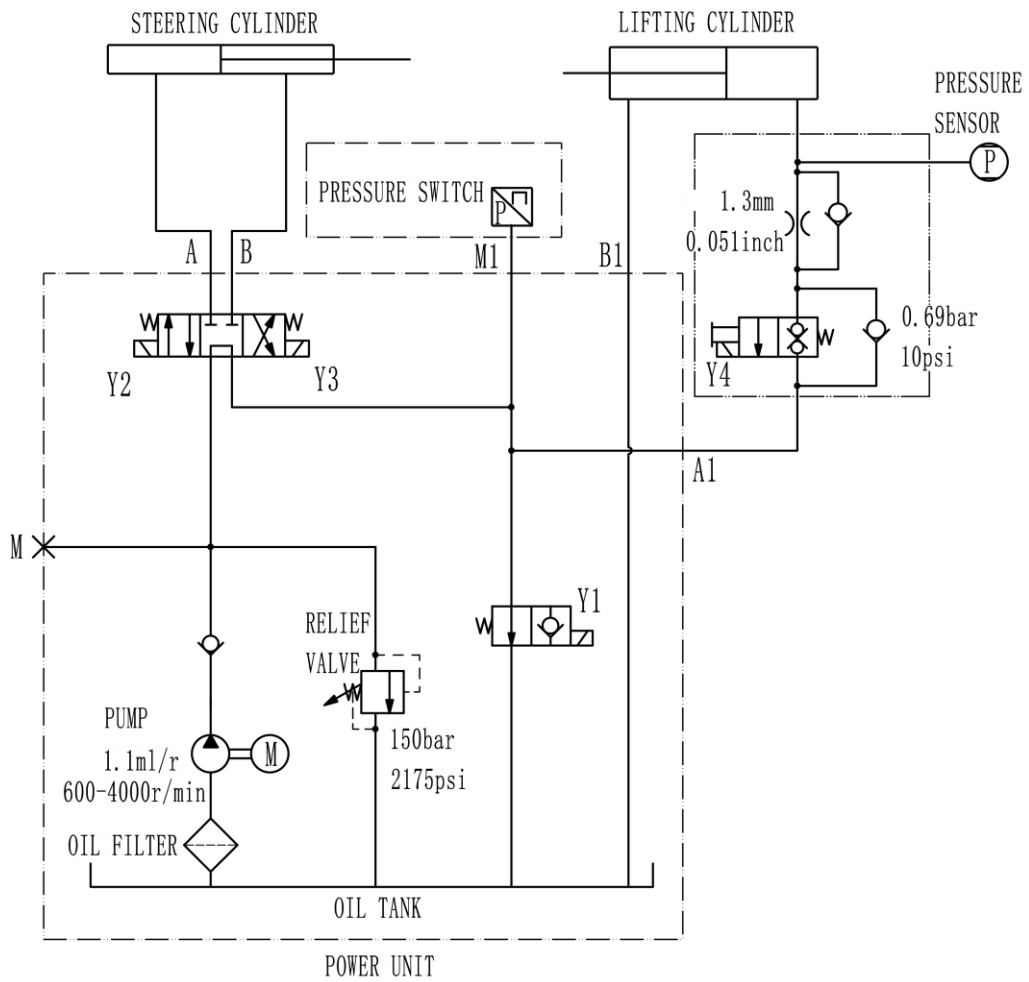 STEERING CYLINDER
LIFTING CYLINDER
PRESSURE
SENSOR
P
PRESSURE SWITCH
P
1.3mm
0.051inch
A
B
M1
B1
0.69bar
10psi
Y2
Y3
Y4
A1
M
Y1
RELIEF
VALVE
PUMP
1.1ml/r
600-4000r/min
M
150bar
2175psi
OIL FILTER
OIL TANK
POWER UNIT